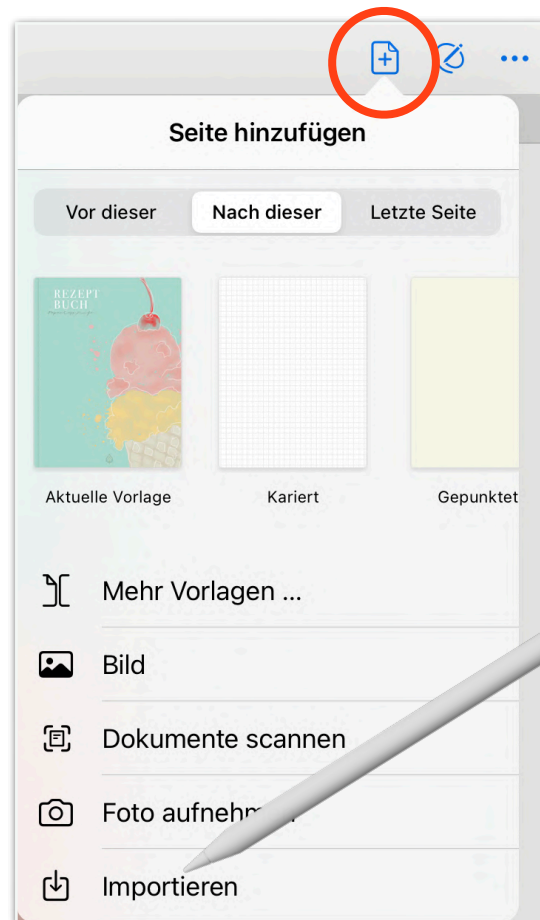 Seite hinzufügen
Vor dieser Nach dieser Letzte Seite
REZEPT
BUCH
Aktuelle Vorlage Kariert Gepunktet
Mehr Vorlagen ...
Bild
Dokumente scannen
Foto aufnehm
Importieren